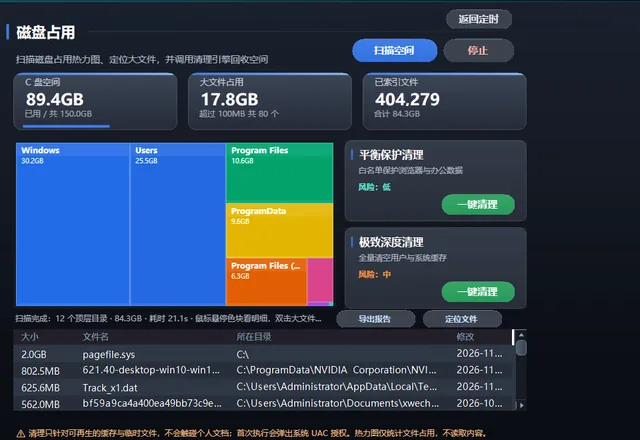 返回定时
磁盘占用
扫描磁盘占用热力图、定位大文件，并调用清理引擎回收空间
扫描空间
停止
C 盘空间
89.4GB
已用 / 共 150.0GB
大文件占用
17.8GB
超过 100MB 共 80 个
已索引文件
404,279
合计 84.3GB
Windows
30.2GB
Users
25.5GB
Program Files
10.6GB
ProgramData
9.6GB
Program Files (...
6.3GB
平衡保护清理
白名单保护浏览器与办公数据
风险：低
一键清理
极致深度清理
全量清空用户与系统缓存
风险：中
一键清理
扫描完成：12 个顶层目录 · 84.3GB · 耗时 21.1s · 鼠标悬停色块看明细，双击大文件...
导出报告
定位文件
大小 文件名 所在目录 修改
2.0GB pagefile.sys C:\ 2026-11...
802.5MB 621.40-desktop-win10-win1... C:\ProgramData\NVIDIA Corporation\NVI... 2026-11...
625.6MB Track_x1.dat C:\Users\Administrator\AppData\Local\Te... 2026-11...
562.0MB bf59a9ca4a400ea49bb73c9e... C:\Users\Administrator\Documents\xwech... 2026-10...
⚠ 清理只针对可再生的缓存与临时文件，不会触碰个人文档；首次执行会弹出系统 UAC 授权。热力图仅统计文件占用，不读取内容。